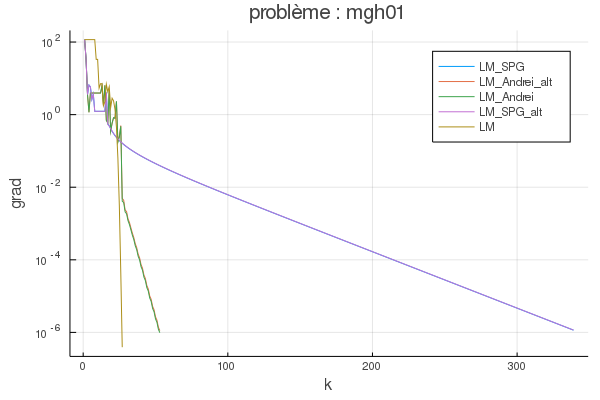 problème : mgh01
grad
10^2
10^0
10^-2
10^-4
10^-6
LM_SPG
LM_Andrei_alt
LM_Andrei
LM_SPG_alt
LM
0 100 200 300
k